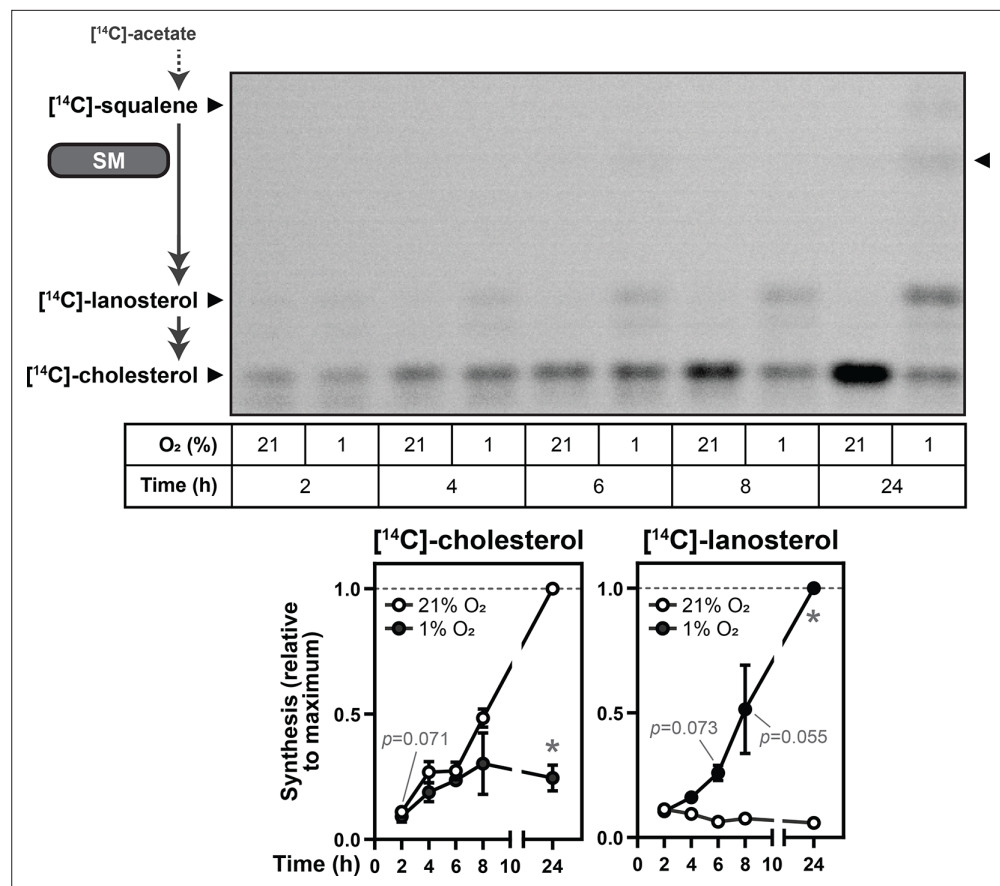 [¹⁴C]-acetate
[¹⁴C]-squalene
SM
[¹⁴C]-lanosterol
[¹⁴C]-cholesterol
O₂ (%) 21 1 21 1 21 1 21 1 21 1
Time (h) 2 4 6 8 24
[¹⁴C]-cholesterol [¹⁴C]-lanosterol
Synthesis (relative
to maximum)
1.0
21% O₂
1% O₂
0.5
p=0.071
*
0.0
Time (h) 0 2 4 6 8 10 24
1.0
21% O₂
1% O₂
*
0.5
p=0.073
p=0.055
0.0
0 2 4 6 8 10 24